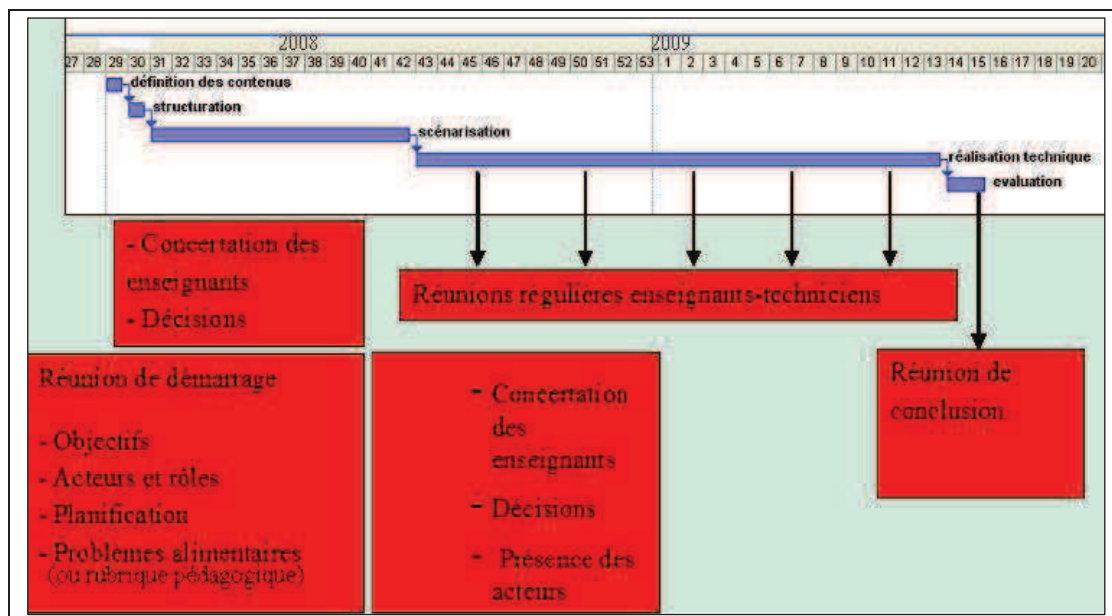 2008 2009
27 28 29 30 31 32 33 34 35 36 37 38 39 40 41 42 43 44 45 46 47 48 49 50 51 52 53 1 2 3 4 5 6 7 8 9 10 11 12 13 14 15 16 17 18 19 20
définition des contenus
structuration
scénarisation
réalisation technique
evaluation
- Concertation des
enseignants
- Décisions
Réunions régulières enseignants-techniciens
Réunion de démarrage
- Objectifs
- Acteurs et rôles
- Planification
- Problèmes alimentaires
(ou rubrique pédagogique)
- Concertation
des
enseignants
- Décisions
- Présence des
acteurs
Réunion de
conclusion